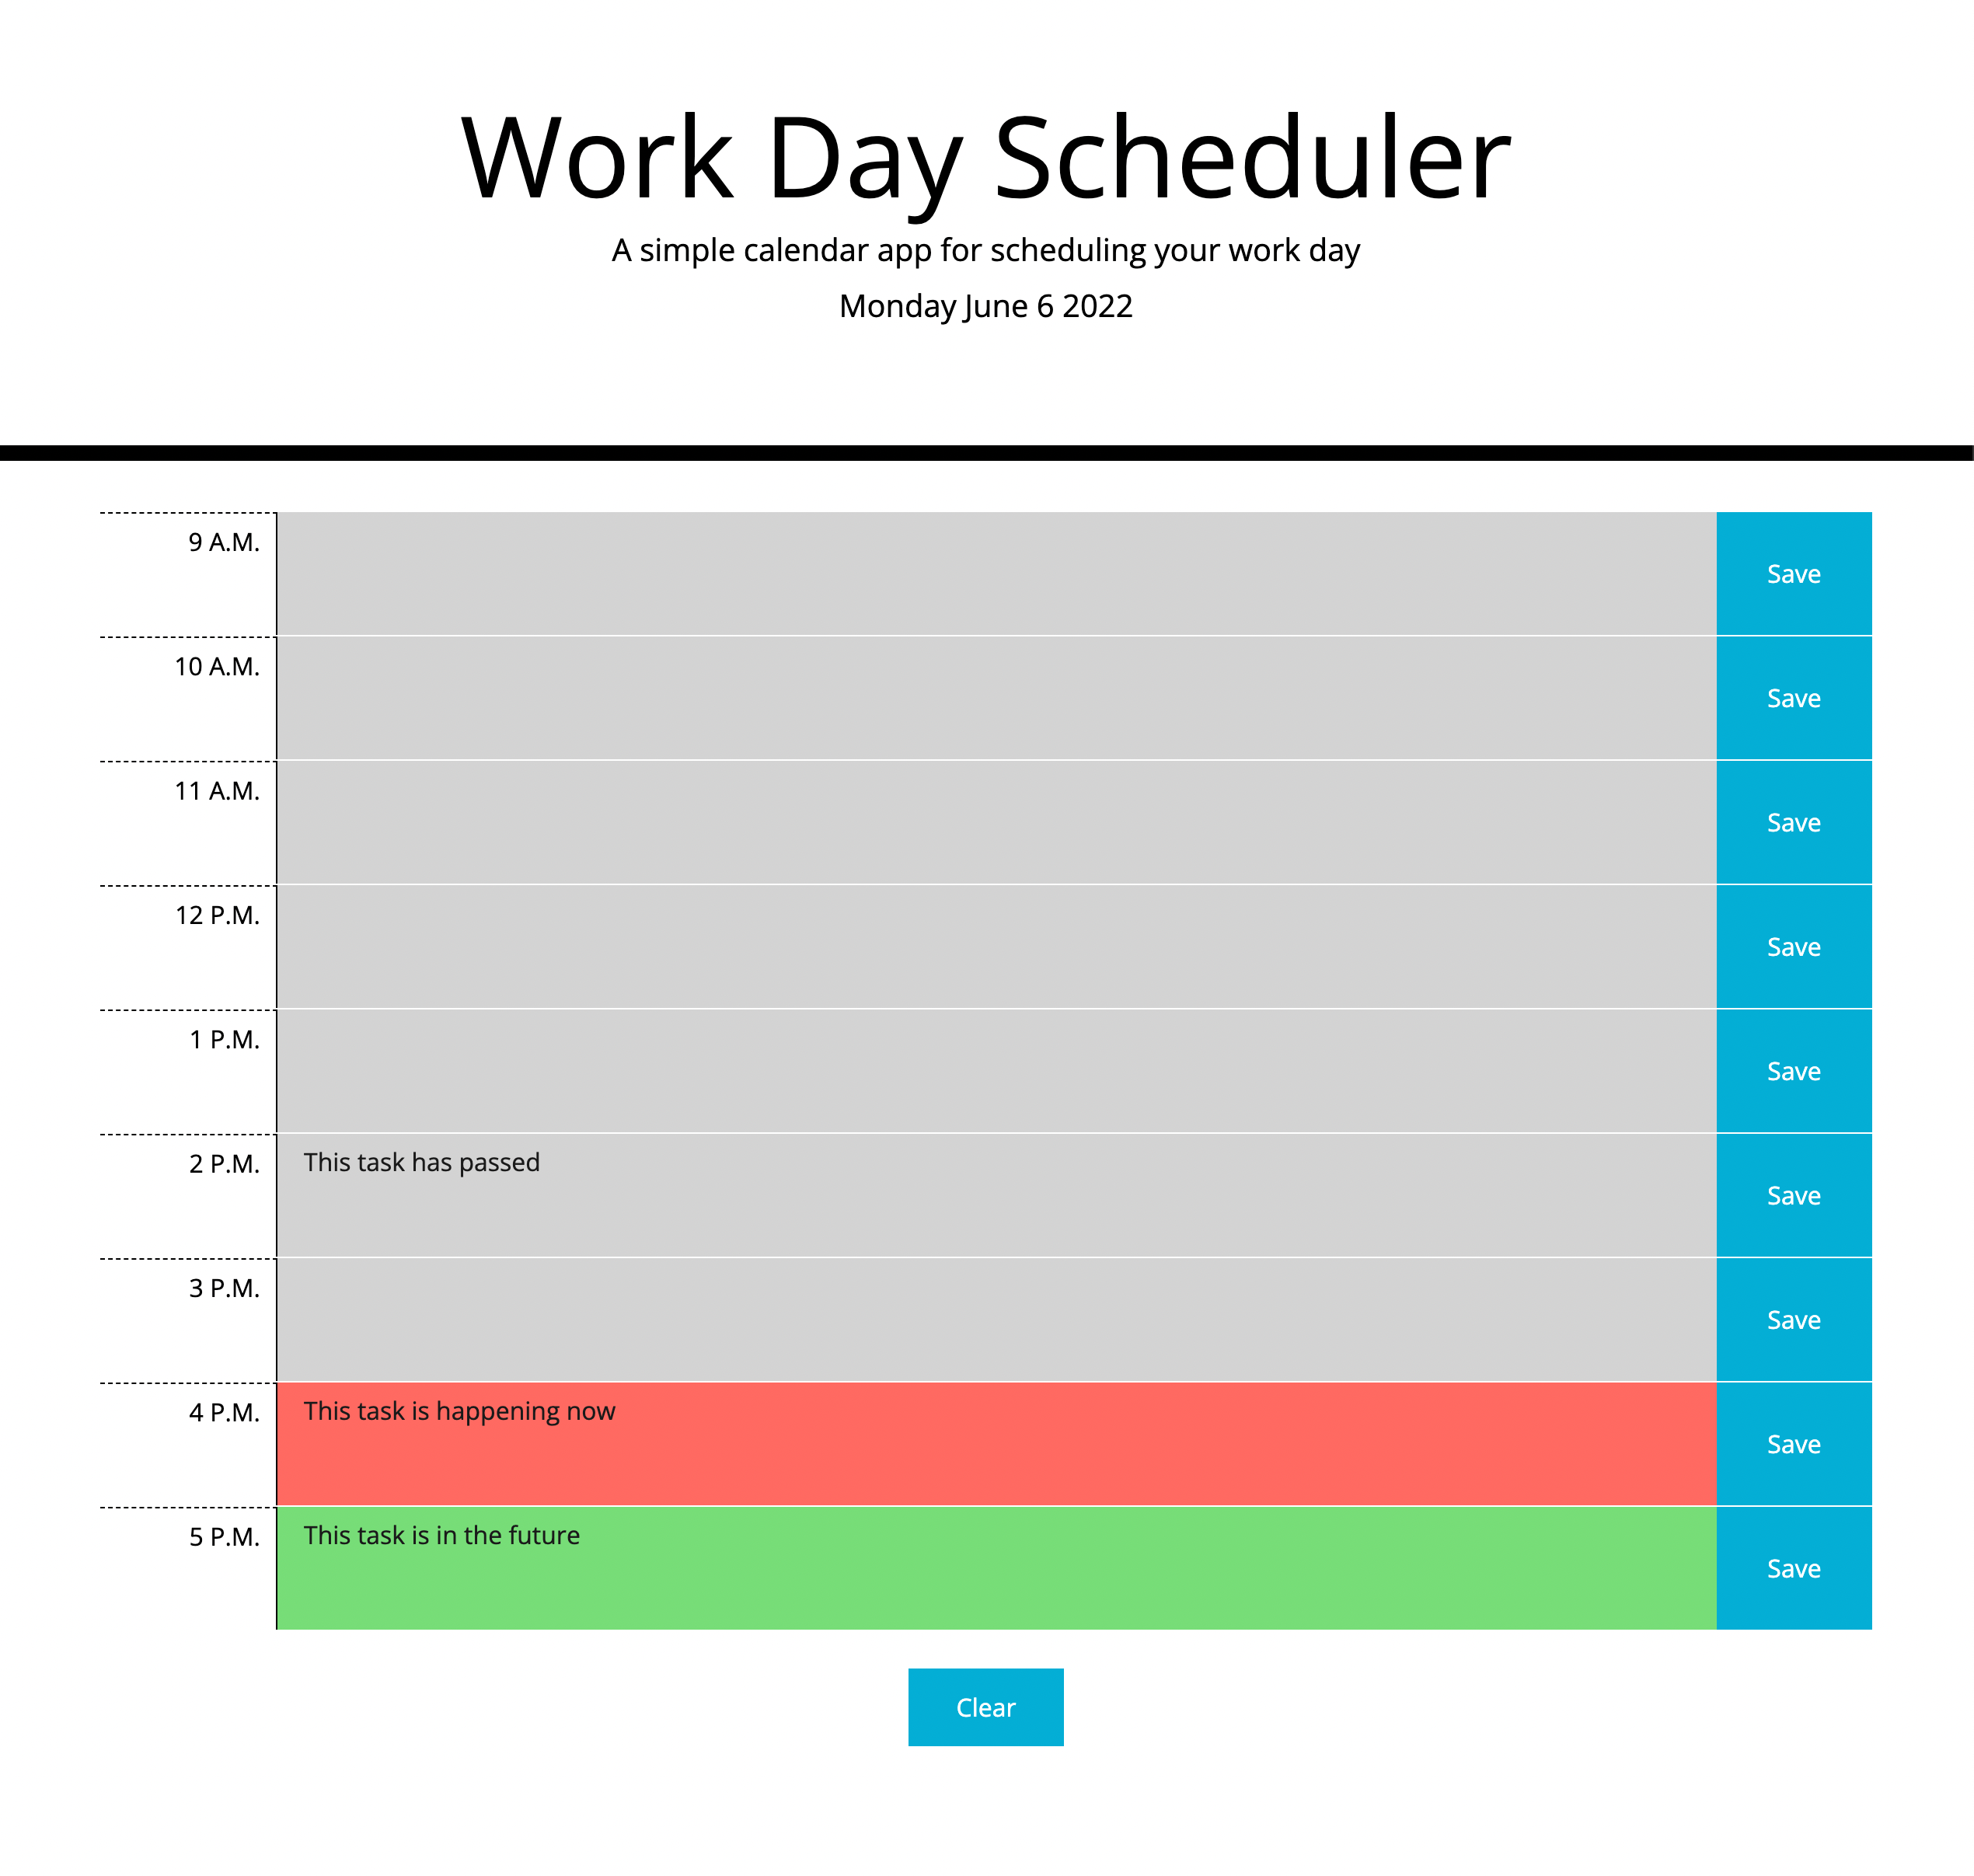 Work Day Scheduler
A simple calendar app for scheduling your work day
Monday June 6 2022
9 A.M. Save
10 A.M. Save
11 A.M. Save
12 P.M. Save
1 P.M. Save
2 P.M. This task has passed Save
3 P.M. Save
4 P.M. This task is happening now Save
5 P.M. This task is in the future Save
Clear